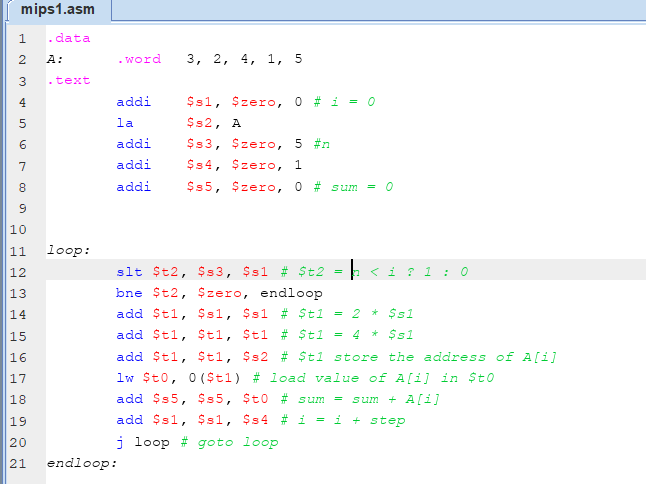 mips1.asm
1 .data
2 A: .word 3, 2, 4, 1, 5
3 .text
4 addi $s1, $zero, 0 # i = 0
5 la $s2, A
6 addi $s3, $zero, 5 #n
7 addi $s4, $zero, 1
8 addi $s5, $zero, 0 # sum = 0
9
10
11 loop:
12 slt $t2, $s3, $s1 # $t2 = n < i ? 1 : 0
13 bne $t2, $zero, endloop
14 add $t1, $s1, $s1 # $t1 = 2 * $s1
15 add $t1, $t1, $t1 # $t1 = 4 * $s1
16 add $t1, $t1, $s2 # $t1 store the address of A[i]
17 lw $t0, 0($t1) # load value of A[i] in $t0
18 add $s5, $s5, $t0 # sum = sum + A[i]
19 add $s1, $s1, $s4 # i = i + step
20 j loop # goto loop
21 endloop: